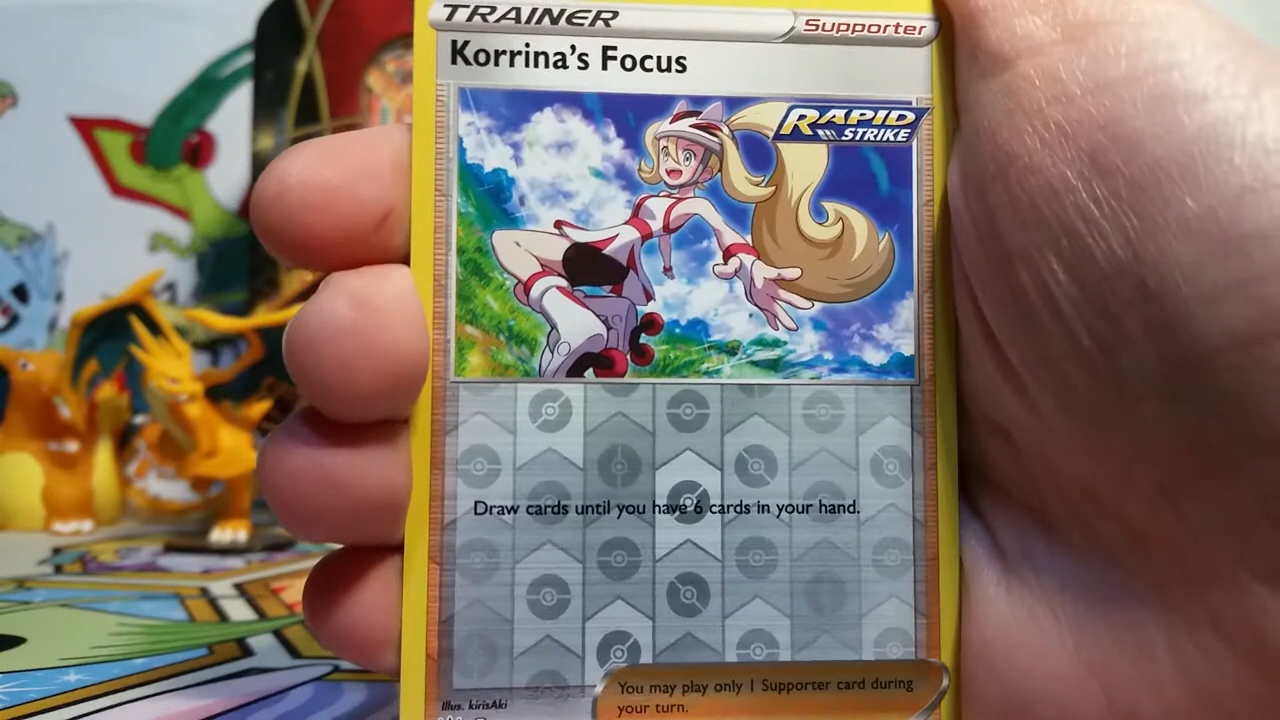 TRAINER
Supporter
Korrina's Focus
RAPID
STRIKE
Draw cards until you have 6 cards in your hand.
You may play only 1 Supporter card during
your turn.
Illus. kirisAki